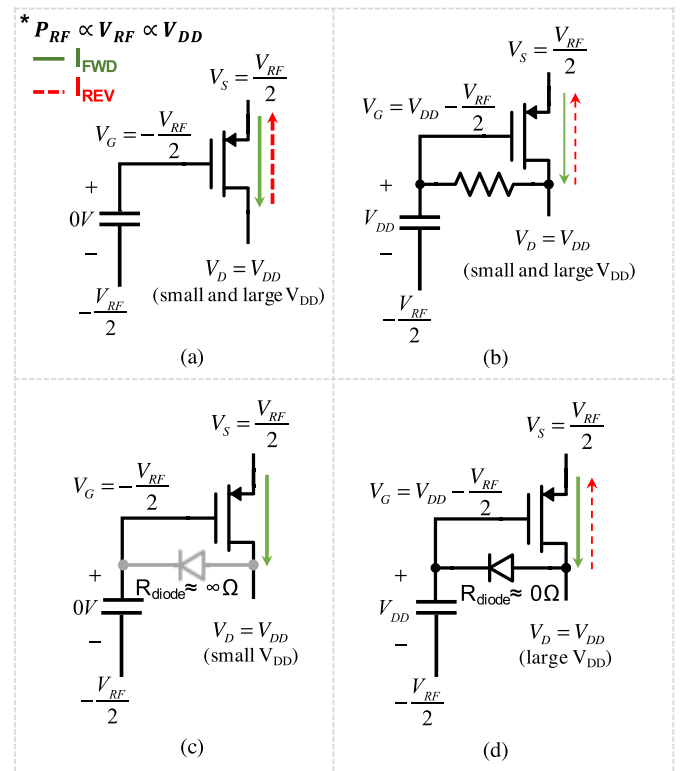 * P_RF ∝ V_RF ∝ V_DD
I_FWD
I_REV
V_S = V_RF/2
V_G = −V_RF/2
+
0V
−
−V_RF/2
V_D = V_DD
(small and large V_DD)
(a)
V_S = V_RF/2
V_G = V_DD − V_RF/2
+
V_DD
−
−V_RF/2
V_D = V_DD
(small and large V_DD)
(b)
V_S = V_RF/2
V_G = −V_RF/2
+
R_diode≈ ∞Ω
0V
−
−V_RF/2
V_D = V_DD
(small V_DD)
(c)
V_S = V_RF/2
V_G = V_DD − V_RF/2
+
R_diode≈ 0Ω
V_DD
−
−V_RF/2
V_D = V_DD
(large V_DD)
(d)